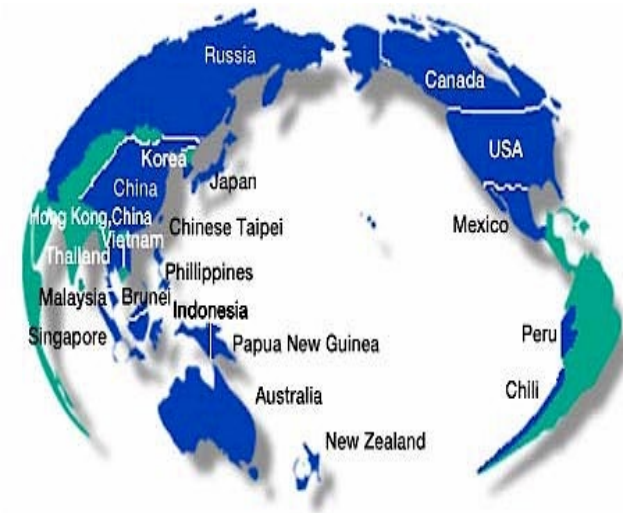 Russia
Canada
Korea
USA
China
Japan
Hong Kong,China
Chinese Taipei
Mexico
Vietnam
Thailand
Phillippines
Malaysia
Brunei
Indonesia
Singapore
Peru
Papua New Guinea
Chili
Australia
New Zealand